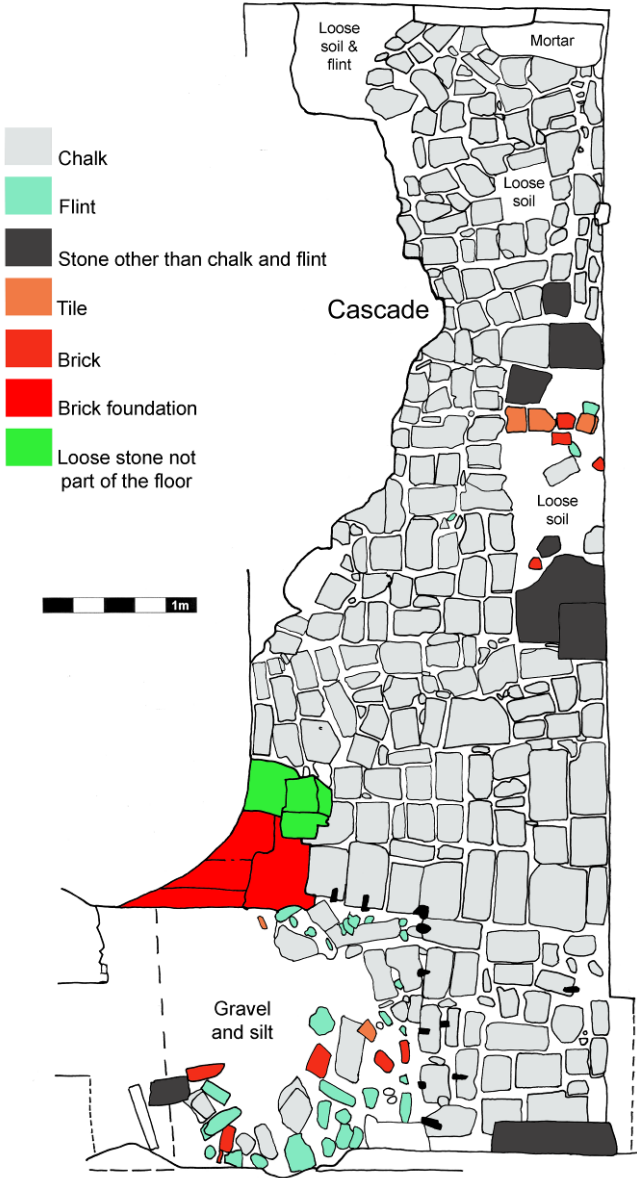 Loose
soil &
flint
Mortar
Chalk
Flint
Stone other than chalk and flint
Tile
Brick
Brick foundation
Loose stone not
part of the floor
Loose
soil
Cascade
Loose
soil
1m
Gravel
and silt